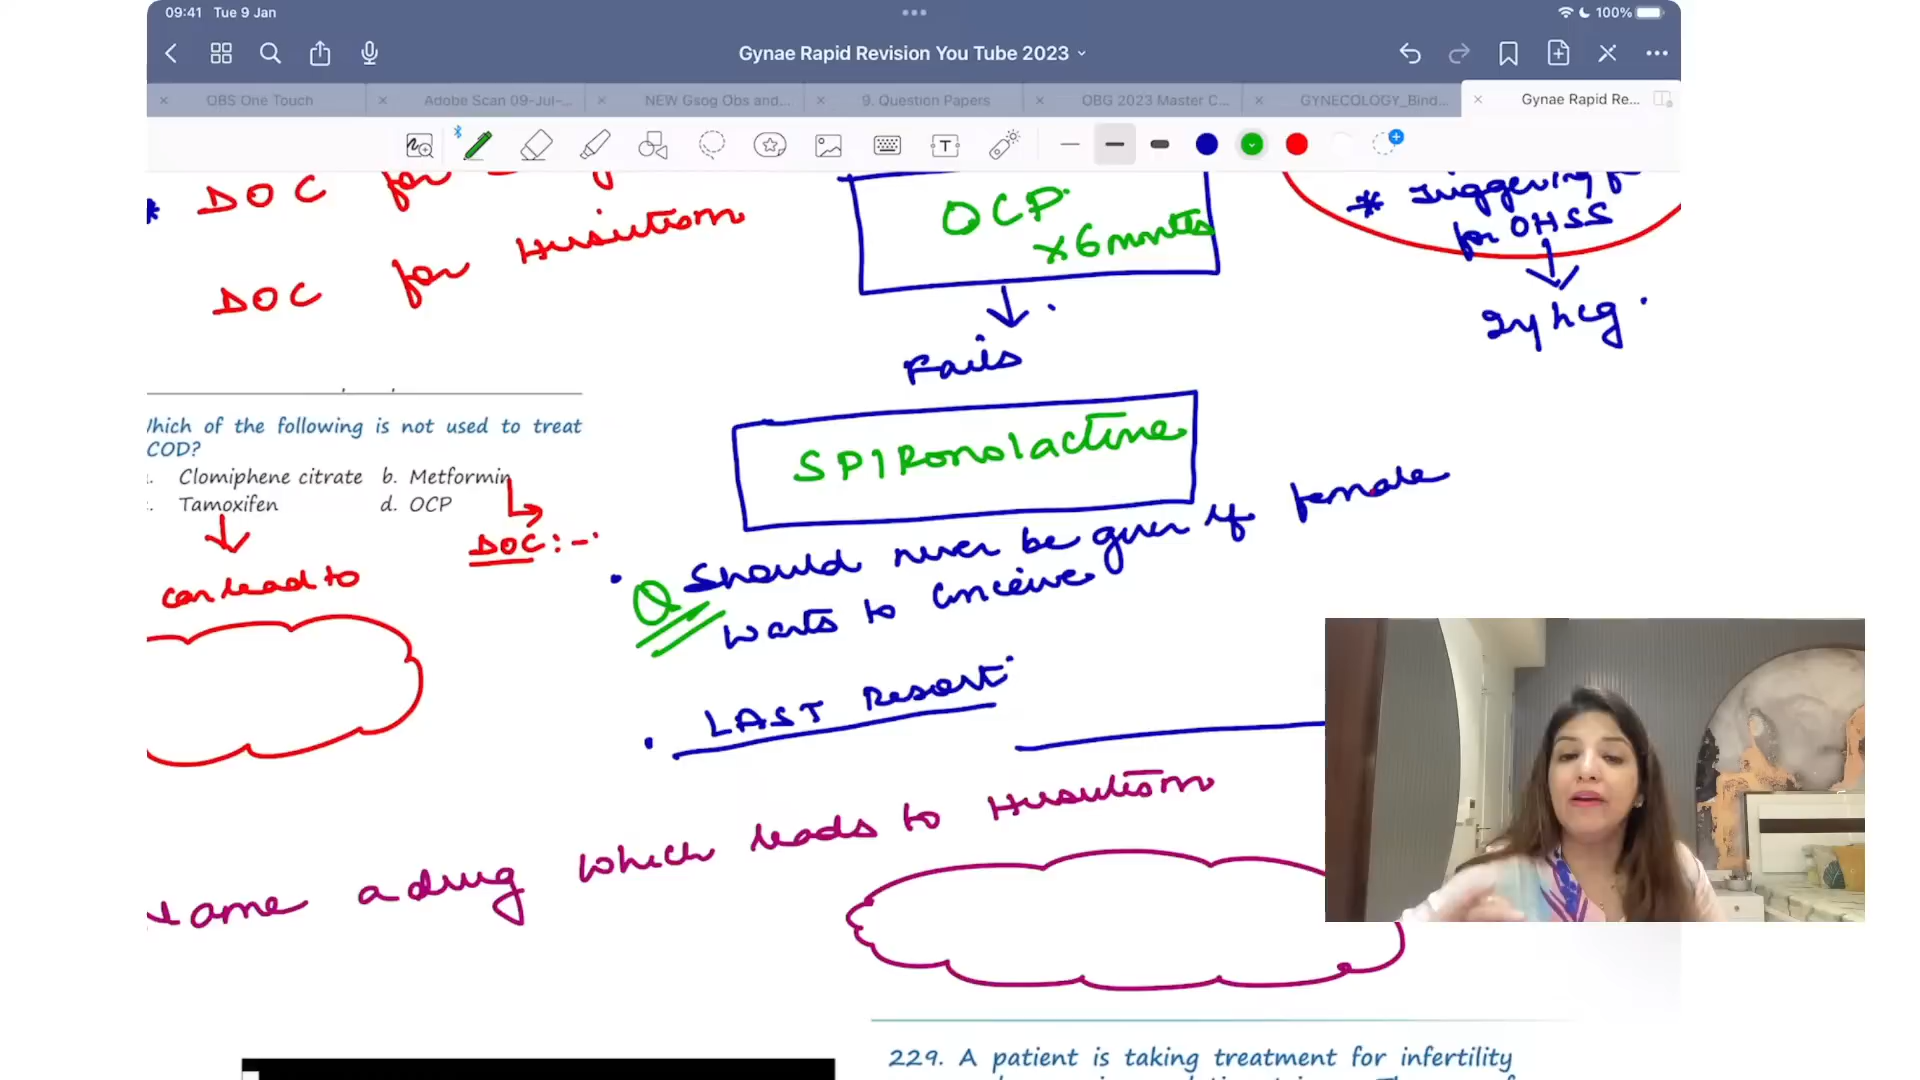 09:41 Tue 9 Jan
100%
Gynae Rapid Revision You Tube 2023
OBS One Touch
Adobe Scan 09-Jul-...
NEW Gsog Obs and...
9. Question Papers
OBG 2023 Master C...
GYNECOLOGY_Bind...
Gynae Rapid Re...
* DOC for
DOC for Hirsutism
OCP
x 6 months
Fails
SPIRonolactone
* Triggering f
for OHSS
Inj hcg
hich of the following is not used to treat
COD?
. Clomiphene citrate b. Metformin
. Tamoxifen d. OCP
DOC:-
can lead to
Q Should never be given if female
wants to conceive
LAST Resort
Name a drug which leads to Hirsutism
229. A patient is taking treatment for infertility